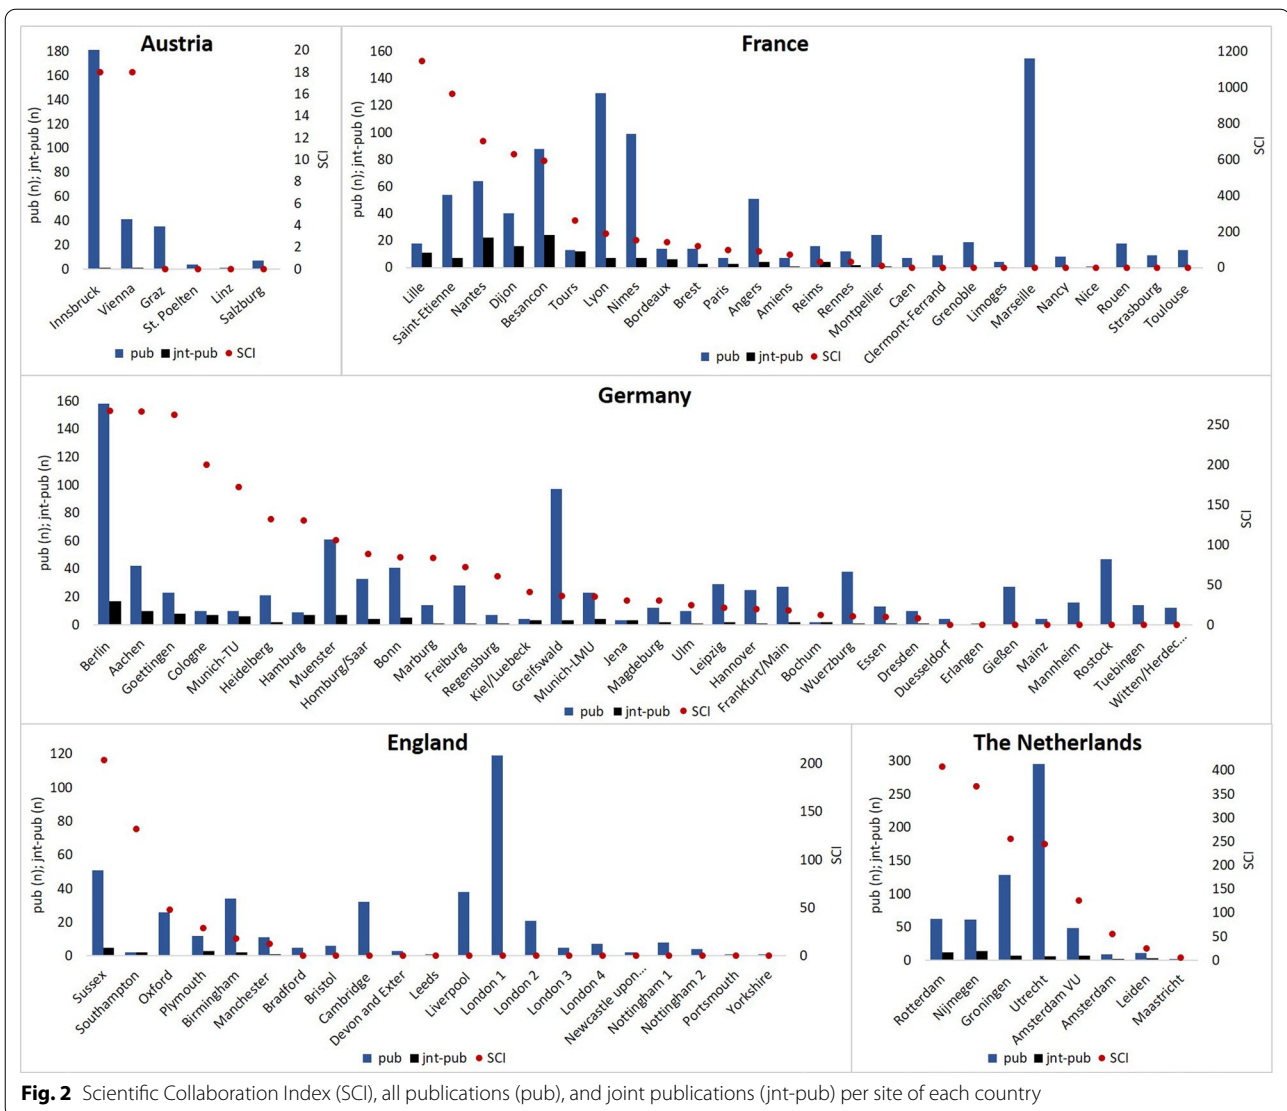 Austria
pub (n); jnt-pub (n)
180
160
140
120
100
80
60
40
20
0
20
18
16
14
12
10
8
6
4
2
0
SCI
Innsbruck
Vienna
Graz
St. Poelten
Linz
Salzburg
pub jnt-pub SCI
France
pub (n); jnt-pub (n)
160
140
120
100
80
60
40
20
0
1200
1000
800
600
400
200
0
SCI
Lille
Saint-Etienne
Nantes
Dijon
Besancon
Tours
Lyon
Nimes
Bordeaux
Brest
Paris
Angers
Amiens
Reims
Rennes
Montpellier
Caen
Clermont-Ferrand
Grenoble
Limoges
Marseille
Nancy
Nice
Rouen
Strasbourg
Toulouse
pub jnt-pub SCI
Germany
pub (n); jnt-pub (n)
160
140
120
100
80
60
40
20
0
250
200
150
100
50
0
SCI
Berlin
Aachen
Goettingen
Cologne
Munich-TU
Heidelberg
Hamburg
Muenster
Homburg/Saar
Bonn
Marburg
Freiburg
Regensburg
Kiel/Luebeck
Greifswald
Munich-LMU
Jena
Magdeburg
Ulm
Leipzig
Hannover
Frankfurt/Main
Bochum
Wuerzburg
Essen
Dresden
Duesseldorf
Erlangen
Gießen
Mainz
Mannheim
Rostock
Tuebingen
Witten/Herdec...
pub jnt-pub SCI
England
pub (n); jnt-pub (n)
120
100
80
60
40
20
0
200
150
100
50
0
SCI
Sussex
Southampton
Oxford
Plymouth
Birmingham
Manchester
Bradford
Bristol
Cambridge
Devon and Exter
Leeds
Liverpool
London 1
London 2
London 3
London 4
Newcastle upon...
Nottingham 1
Nottingham 2
Portsmouth
Yorkshire
pub jnt-pub SCI
The Netherlands
pub (n); jnt-pub (n)
300
250
200
150
100
50
0
400
350
300
250
200
150
100
50
0
SCI
Rotterdam
Nijmegen
Groningen
Utrecht
Amsterdam VU
Amsterdam
Leiden
Maastricht
pub jnt-pub SCI
Fig. 2 Scientific Collaboration Index (SCI), all publications (pub), and joint publications (jnt-pub) per site of each country